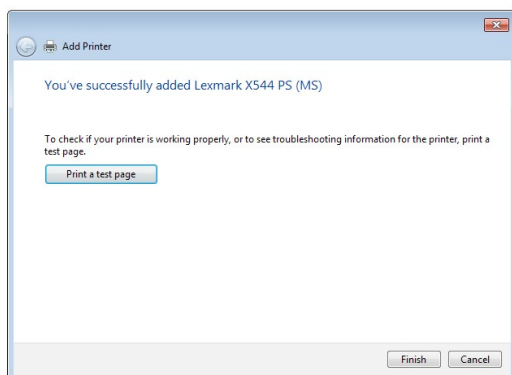 Add Printer
You've successfully added Lexmark X544 PS (MS)
To check if your printer is working properly, or to see troubleshooting information for the printer, print a
test page.
Print a test page
Finish Cancel